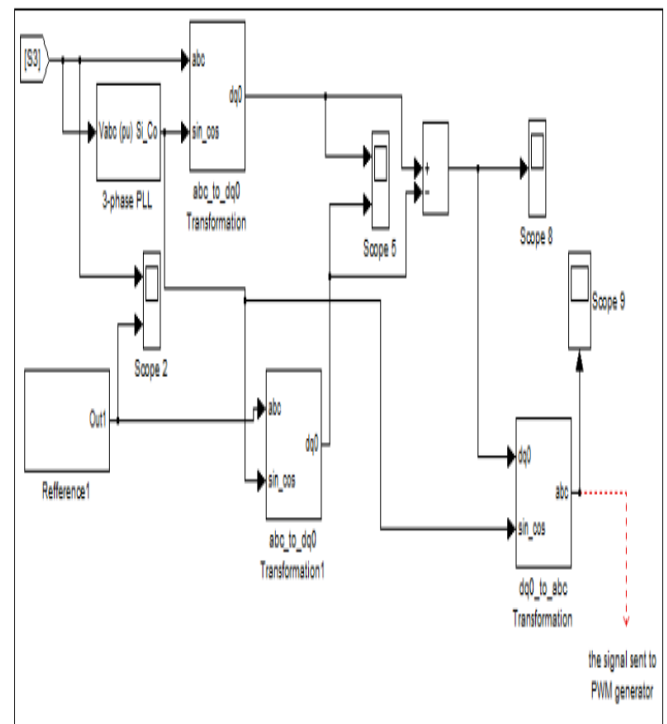 [S3]
abc
dq0
sin_cos
Vabc (pu) Si_Co
3-phase PLL
abc_to_dq0
Transformation
+
−
Scope 5
Scope 8
Scope 9
Scope 2
Out1
Refference1
abc
dq0
sin_cos
abc_to_dq0
Transformation1
dq0
abc
sin_cos
dq0_to_abc
Transformation
the signal sent to
PWM generator